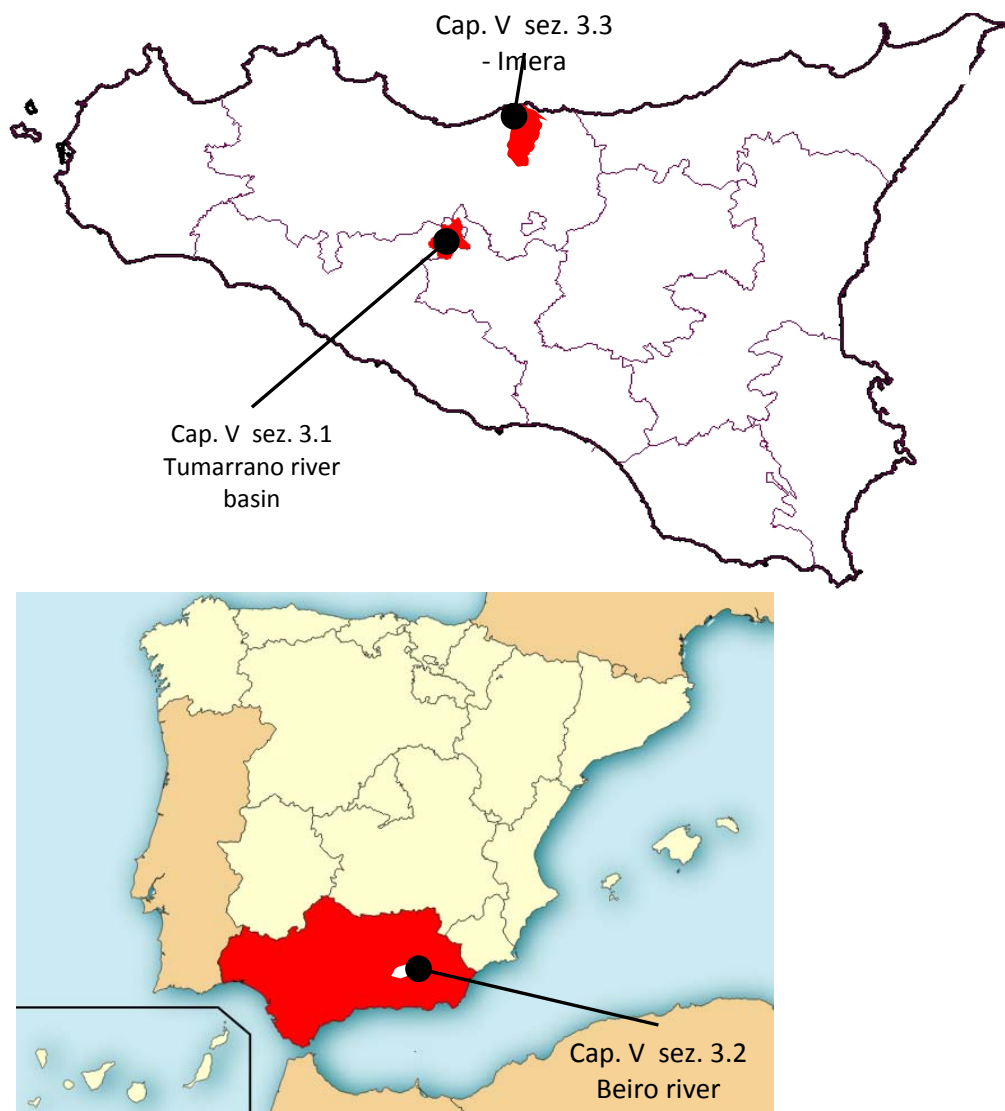 Cap. V sez. 3.3
- Imera
Cap. V sez. 3.1
Tumarrano river
basin
Cap. V sez. 3.2
Beiro river